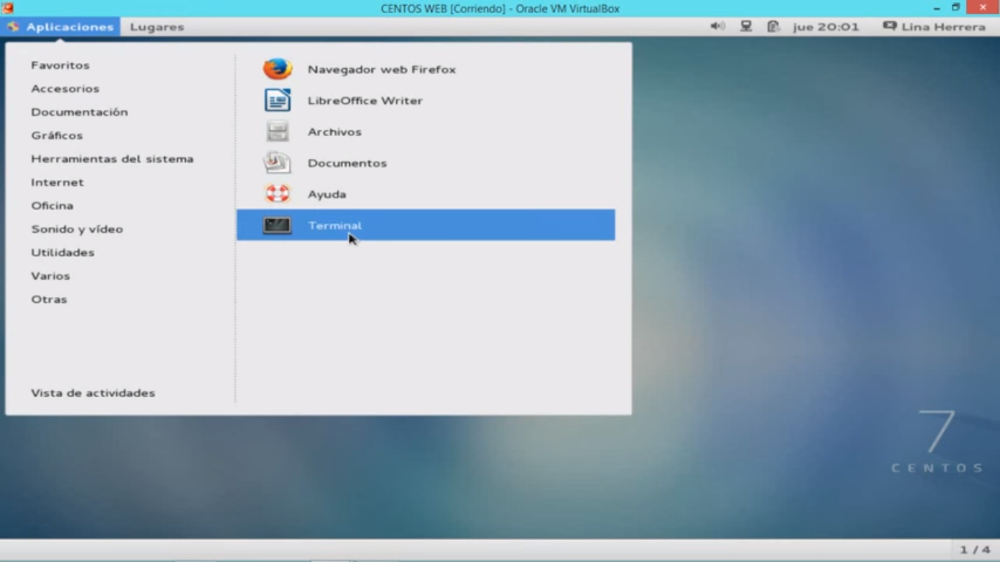 CENTOS WEB [Corriendo] - Oracle VM VirtualBox
Aplicaciones Lugares jue 20:01 Lina Herrera
Favoritos
Accesorios
Documentación
Gráficos
Herramientas del sistema
Internet
Oficina
Sonido y vídeo
Utilidades
Varios
Otras
Vista de actividades
Navegador web Firefox
LibreOffice Writer
Archivos
Documentos
Ayuda
Terminal
7
CENTOS
1 / 4